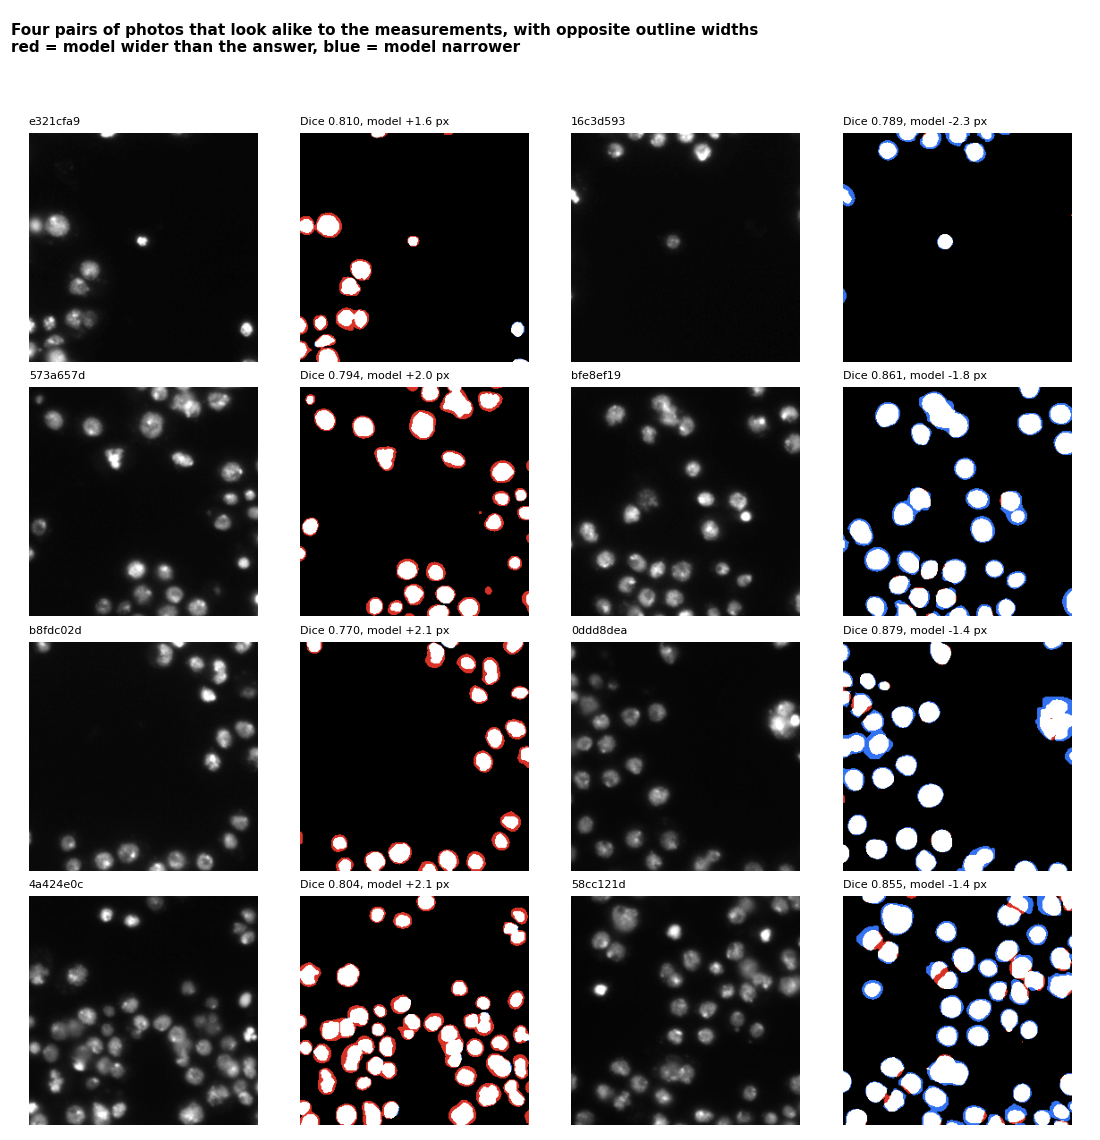 Four pairs of photos that look alike to the measurements, with opposite outline widths
red = model wider than the answer, blue = model narrower
e321cfa9
Dice 0.810, model +1.6 px
16c3d593
Dice 0.789, model -2.3 px
573a657d
Dice 0.794, model +2.0 px
bfe8ef19
Dice 0.861, model -1.8 px
b8fdc02d
Dice 0.770, model +2.1 px
0ddd8dea
Dice 0.879, model -1.4 px
4a424e0c
Dice 0.804, model +2.1 px
58cc121d
Dice 0.855, model -1.4 px